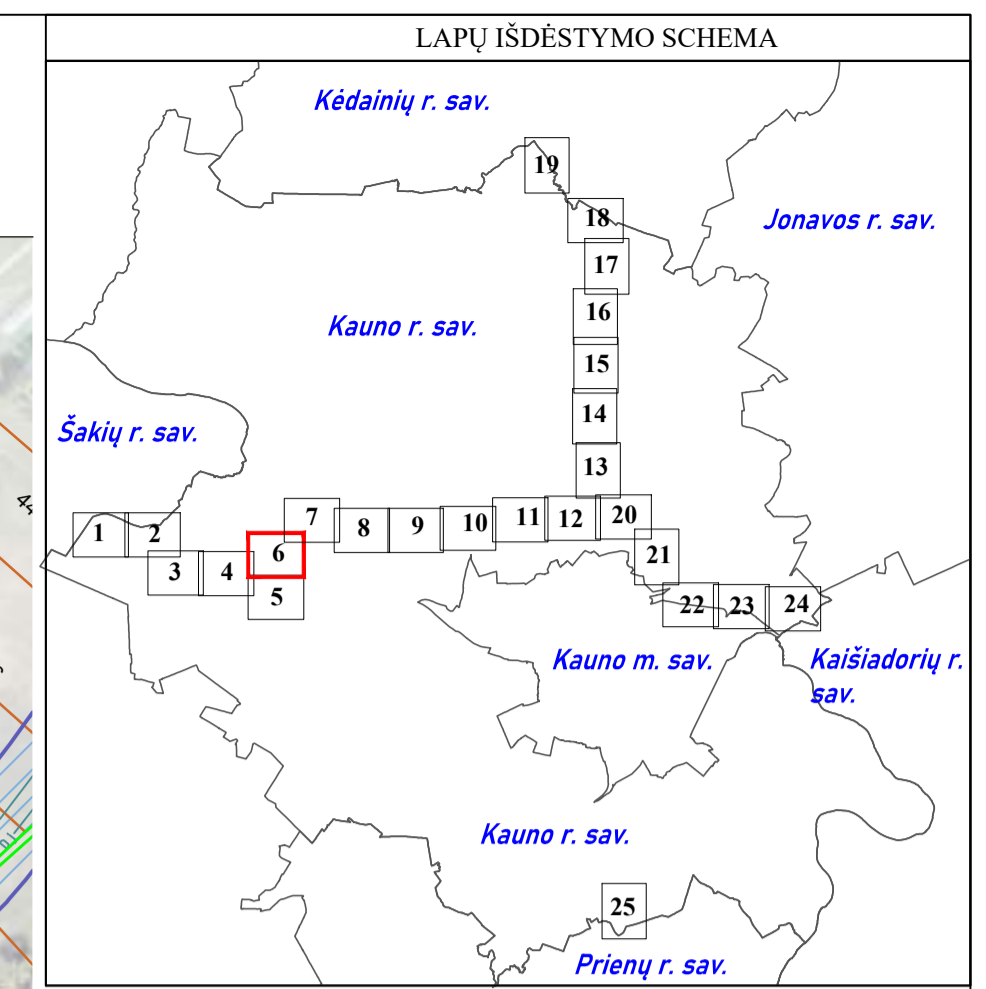 LAPŲ IŠDĖSTYMO SCHEMA
Kėdainių r. sav.
19
18
Jonavos r. sav.
17
16
Kauno r. sav.
15
14
Šakių r. sav.
13
7
8
9
10
11
12
20
1
2
6
21
3
4
5
22
23
24
Kauno m. sav.
Kaišiadorių r.
sav.
Kauno r. sav.
25
Prienų r. sav.